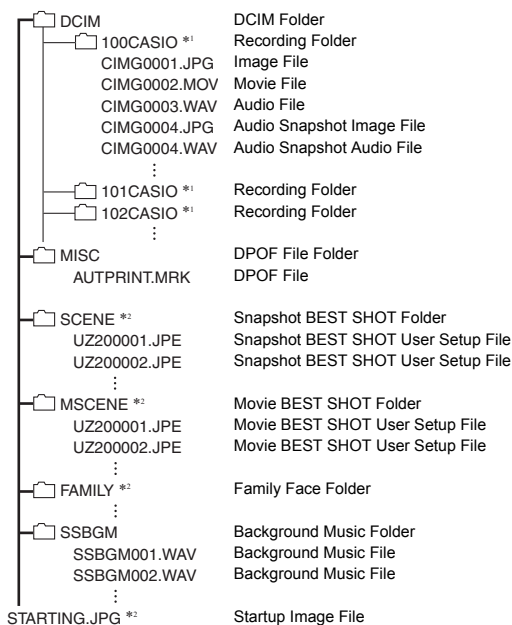 DCIM DCIM Folder
100CASIO *1 Recording Folder
CIMG0001.JPG Image File
CIMG0002.MOV Movie File
CIMG0003.WAV Audio File
CIMG0004.JPG Audio Snapshot Image File
CIMG0004.WAV Audio Snapshot Audio File
101CASIO *1 Recording Folder
102CASIO *1 Recording Folder
MISC DPOF File Folder
AUTPRINT.MRK DPOF File
SCENE *2 Snapshot BEST SHOT Folder
UZ200001.JPE Snapshot BEST SHOT User Setup File
UZ200002.JPE Snapshot BEST SHOT User Setup File
MSCENE *2 Movie BEST SHOT Folder
UZ200001.JPE Movie BEST SHOT User Setup File
UZ200002.JPE Movie BEST SHOT User Setup File
FAMILY *2 Family Face Folder
SSBGM Background Music Folder
SSBGM001.WAV Background Music File
SSBGM002.WAV Background Music File
STARTING.JPG *2 Startup Image File